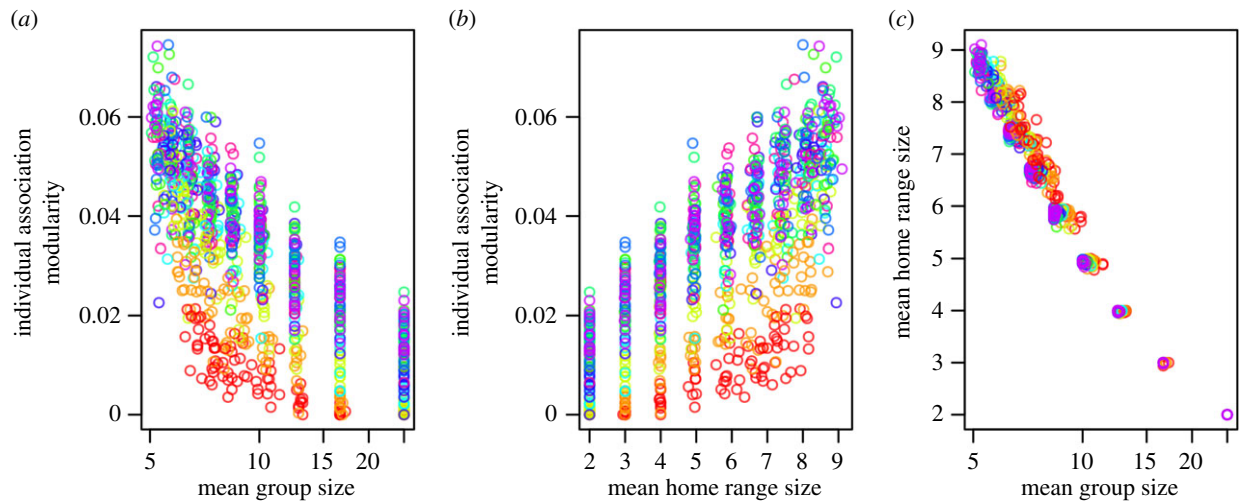 (a)
individual association
modularity
0.06
0.04
0.02
0
5
10
15
20
mean group size
(b)
individual association
modularity
0.06
0.04
0.02
0
2
3
4
5
6
7
8
9
mean home range size
(c)
mean home range size
9
8
7
6
5
4
3
2
5
10
15
20
mean group size